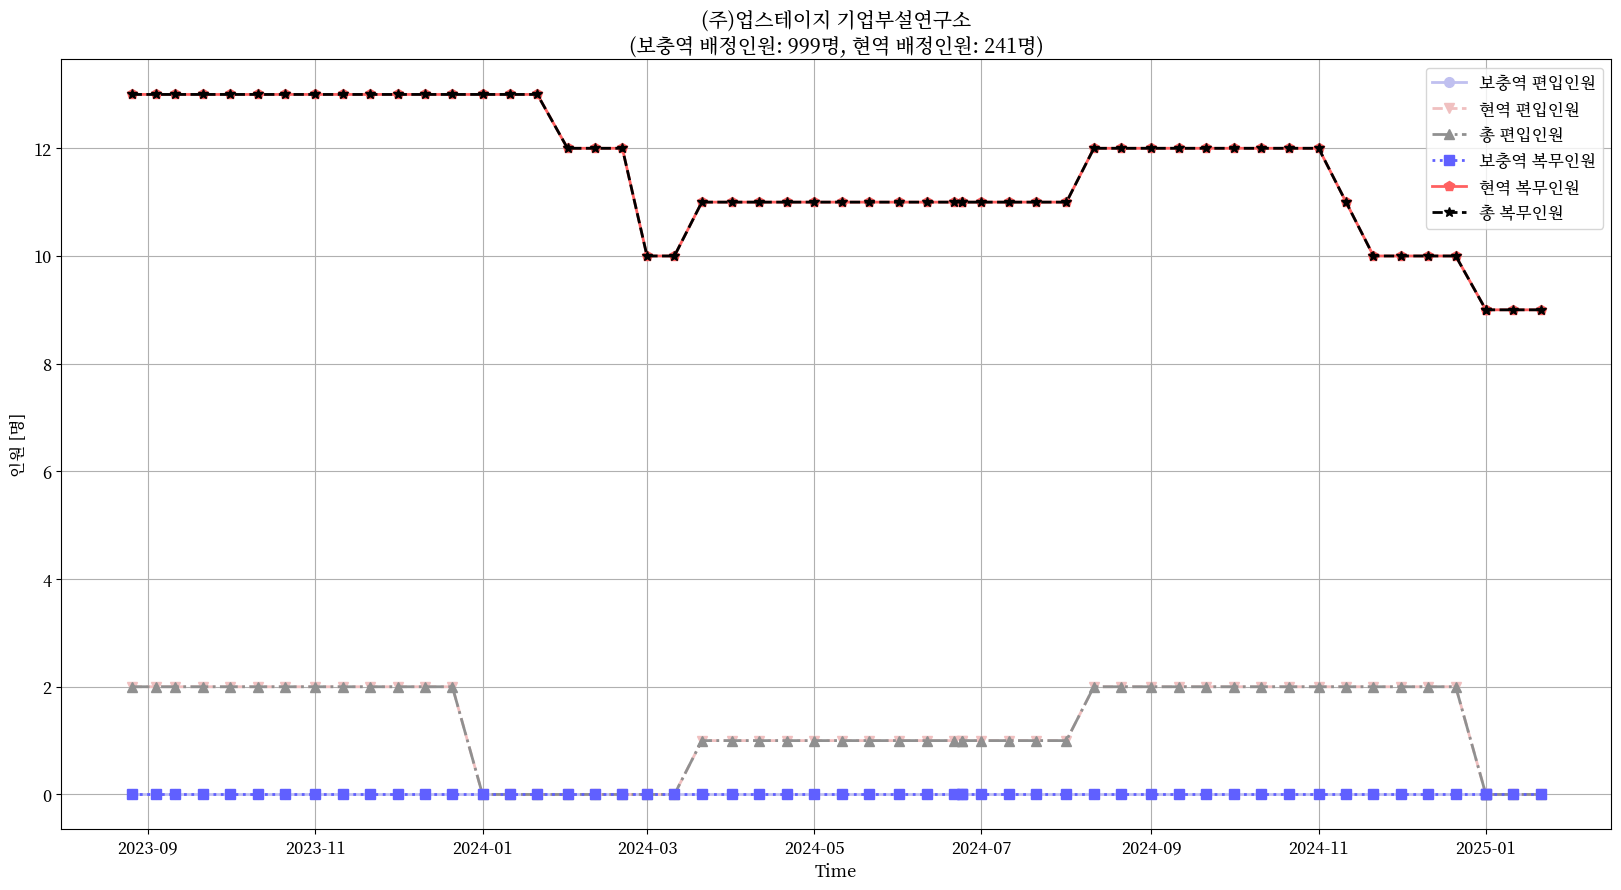 (주)업스테이지 기업부설연구소
(보충역 배정인원: 999명, 현역 배정인원: 241명)
보충역 편입인원
현역 편입인원
총 편입인원
보충역 복무인원
현역 복무인원
총 복무인원
인원 [명]
12
10
8
6
4
2
0
2023-09
2023-11
2024-01
2024-03
2024-05
2024-07
2024-09
2024-11
2025-01
Time